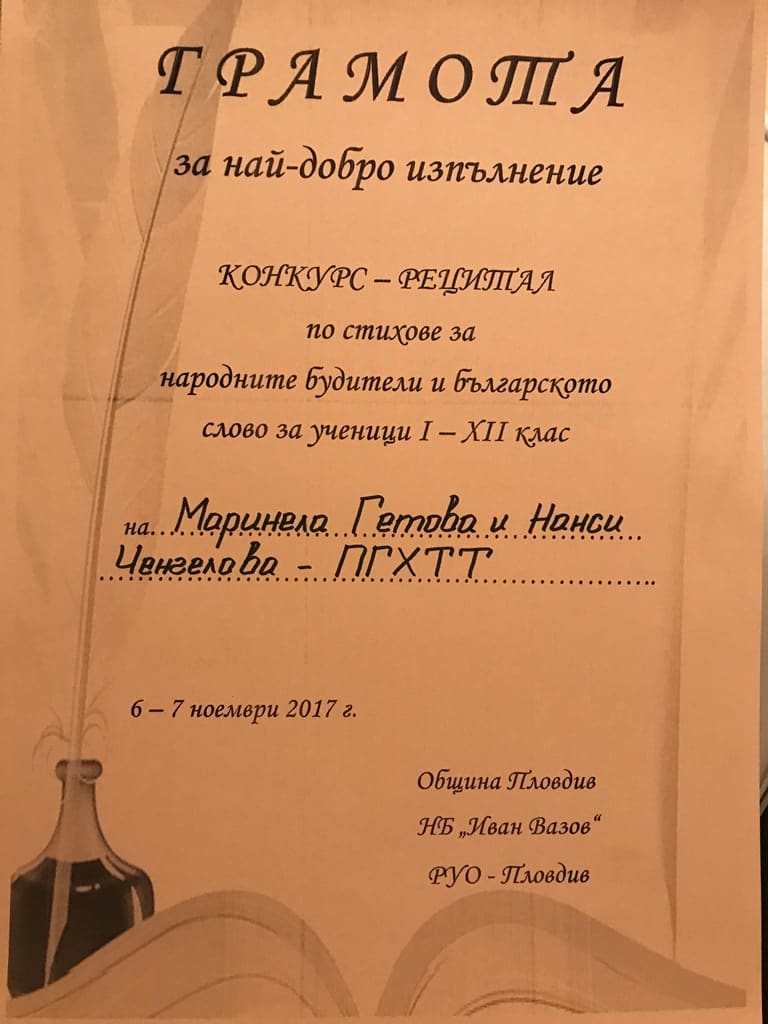 ГРАМОТА
за най-добро изпълнение
КОНКУРС – РЕЦИТАЛ
по стихове за
народните будители и българското
слово за ученици I – XII клас
на...Маринела Гетова и Нанси
Ченгелова - ПГХТТ
6 – 7 ноември 2017 г.
Община Пловдив
НБ „Иван Вазов“
РУО - Пловдив